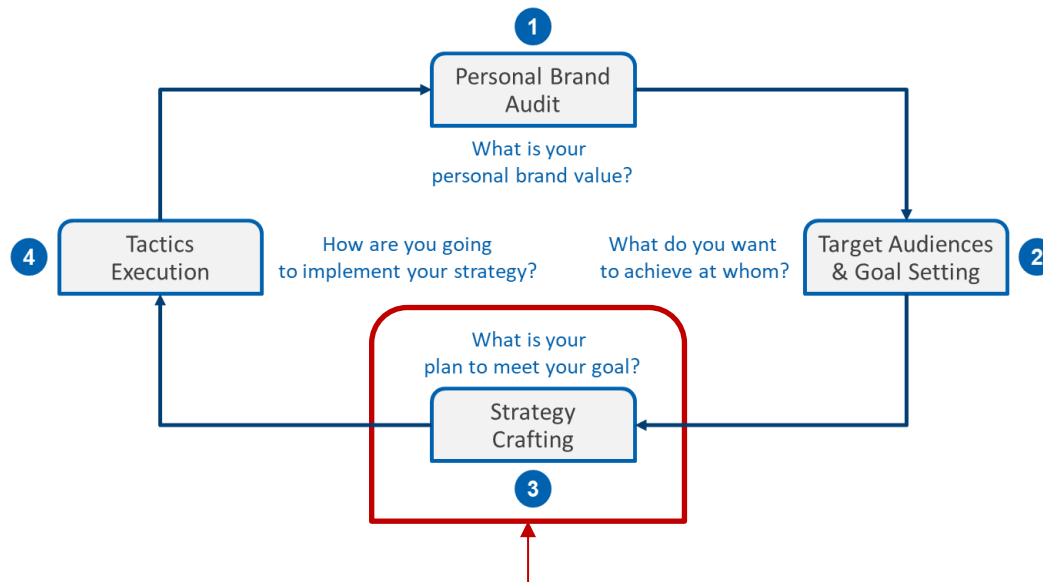 1
Personal Brand
Audit
What is your
personal brand value?
4
Tactics
Execution
How are you going
to implement your strategy?
What do you want
to achieve at whom?
Target Audiences
& Goal Setting
2
What is your
plan to meet your goal?
Strategy
Crafting
3